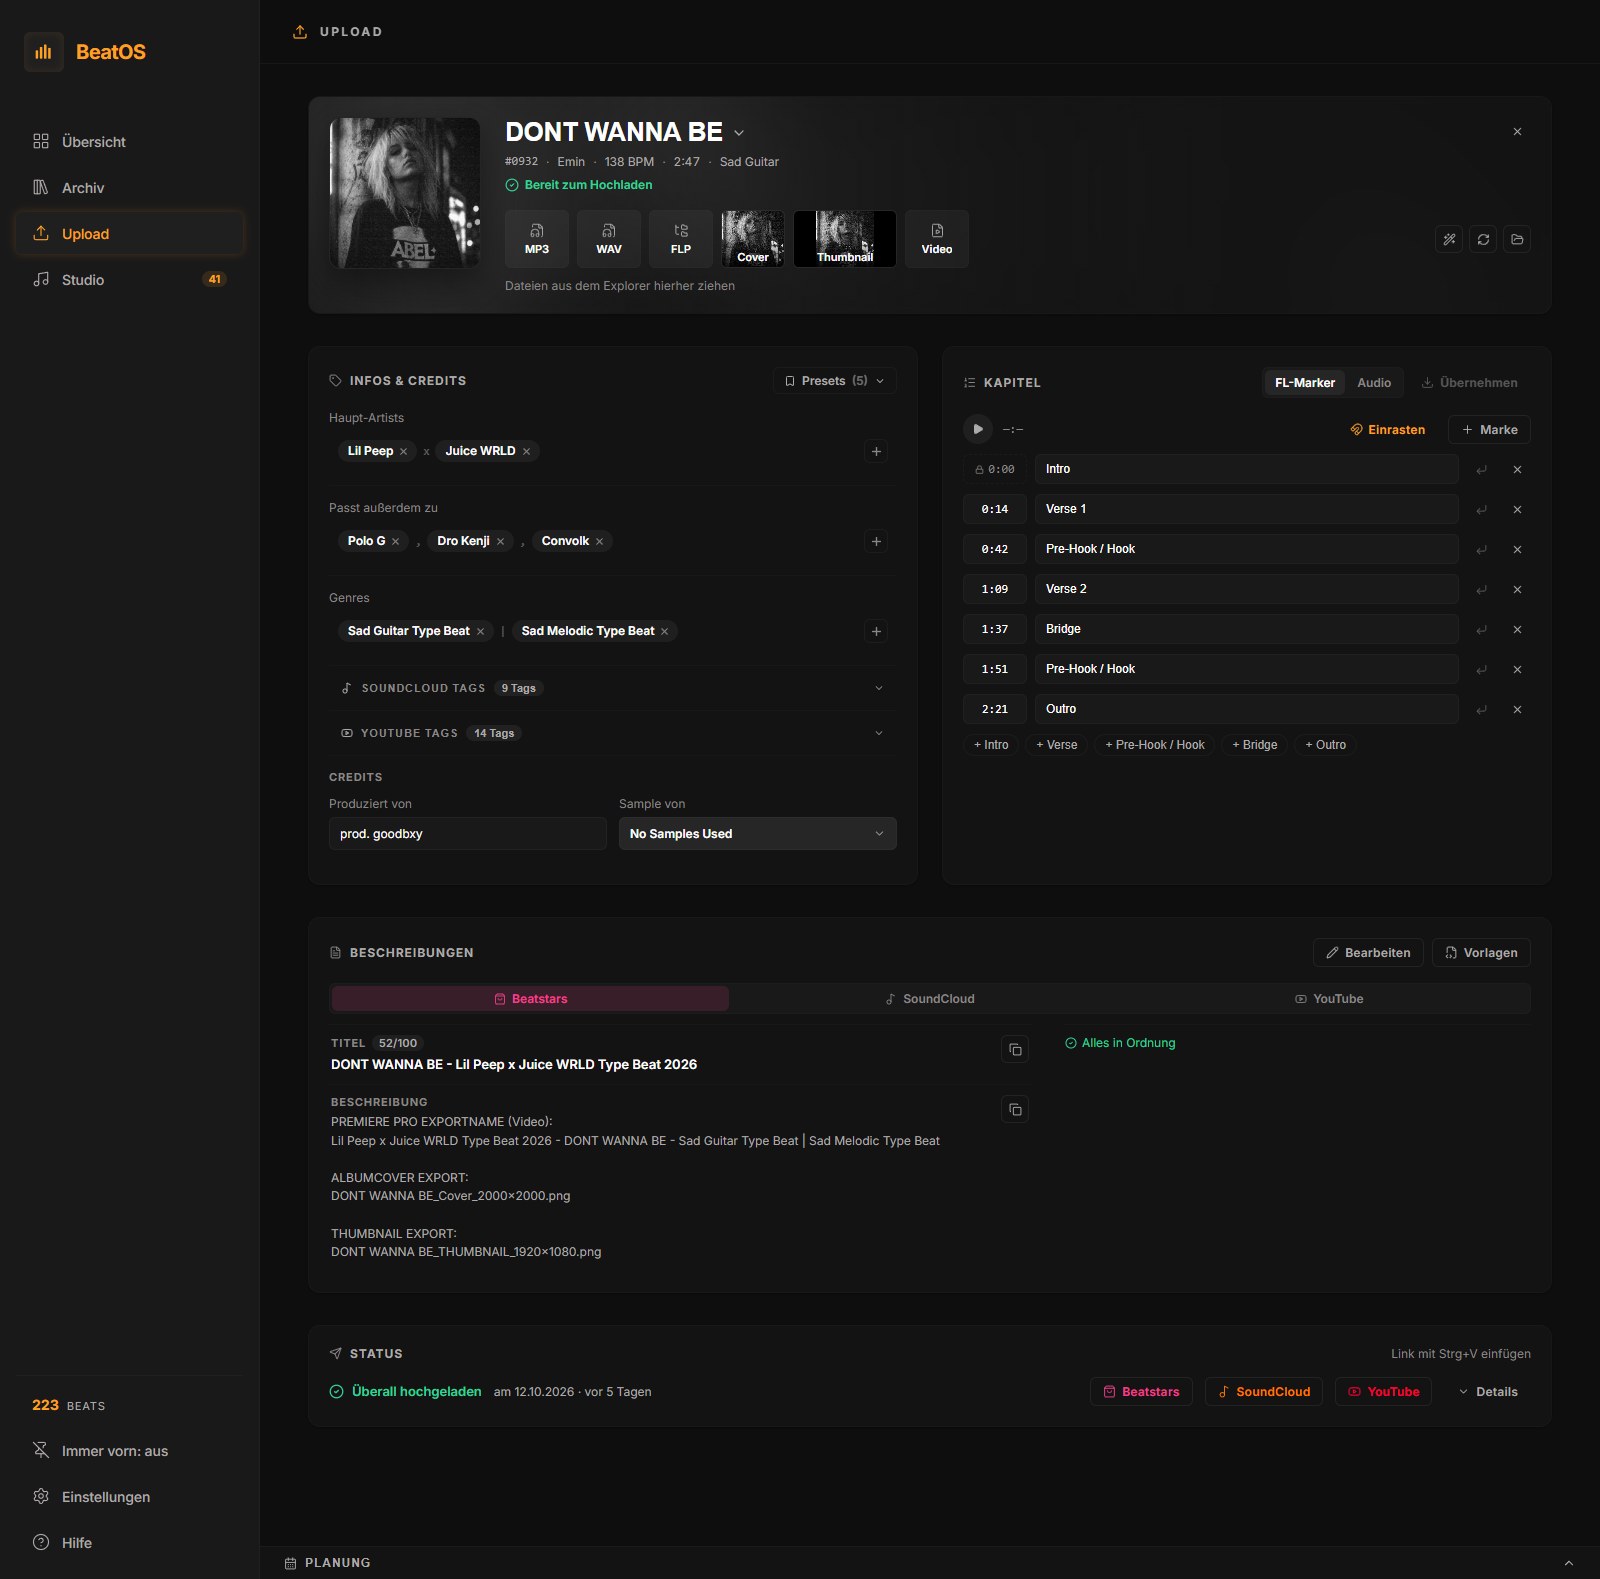 BeatOS
Übersicht
Archiv
Upload
Studio 41
223 BEATS
Immer vorn: aus
Einstellungen
Hilfe
UPLOAD
DONT WANNA BE
#0932 · Emin · 138 BPM · 2:47 · Sad Guitar
Bereit zum Hochladen
MP3 WAV FLP Cover Thumbnail Video
Dateien aus dem Explorer hierher ziehen
ABEL
INFOS & CREDITS Presets (5)
Haupt-Artists
Lil Peep × x Juice WRLD ×
Passt außerdem zu
Polo G × , Dro Kenji × , Convolk ×
Genres
Sad Guitar Type Beat × | Sad Melodic Type Beat ×
SOUNDCLOUD TAGS 9 Tags
YOUTUBE TAGS 14 Tags
CREDITS
Produziert von Sample von
prod. goodbxy No Samples Used
KAPITEL FL-Marker Audio Übernehmen
–:– Einrasten + Marke
0:00 Intro
0:14 Verse 1
0:42 Pre-Hook / Hook
1:09 Verse 2
1:37 Bridge
1:51 Pre-Hook / Hook
2:21 Outro
+ Intro + Verse + Pre-Hook / Hook + Bridge + Outro
BESCHREIBUNGEN Bearbeiten Vorlagen
Beatstars SoundCloud YouTube
TITEL 52/100
DONT WANNA BE - Lil Peep x Juice WRLD Type Beat 2026
Alles in Ordnung
BESCHREIBUNG
PREMIERE PRO EXPORTNAME (Video):
Lil Peep x Juice WRLD Type Beat 2026 - DONT WANNA BE - Sad Guitar Type Beat | Sad Melodic Type Beat
ALBUMCOVER EXPORT:
DONT WANNA BE_Cover_2000×2000.png
THUMBNAIL EXPORT:
DONT WANNA BE_THUMBNAIL_1920×1080.png
STATUS Link mit Strg+V einfügen
Überall hochgeladen am 12.10.2026 · vor 5 Tagen Beatstars SoundCloud YouTube Details
PLANUNG